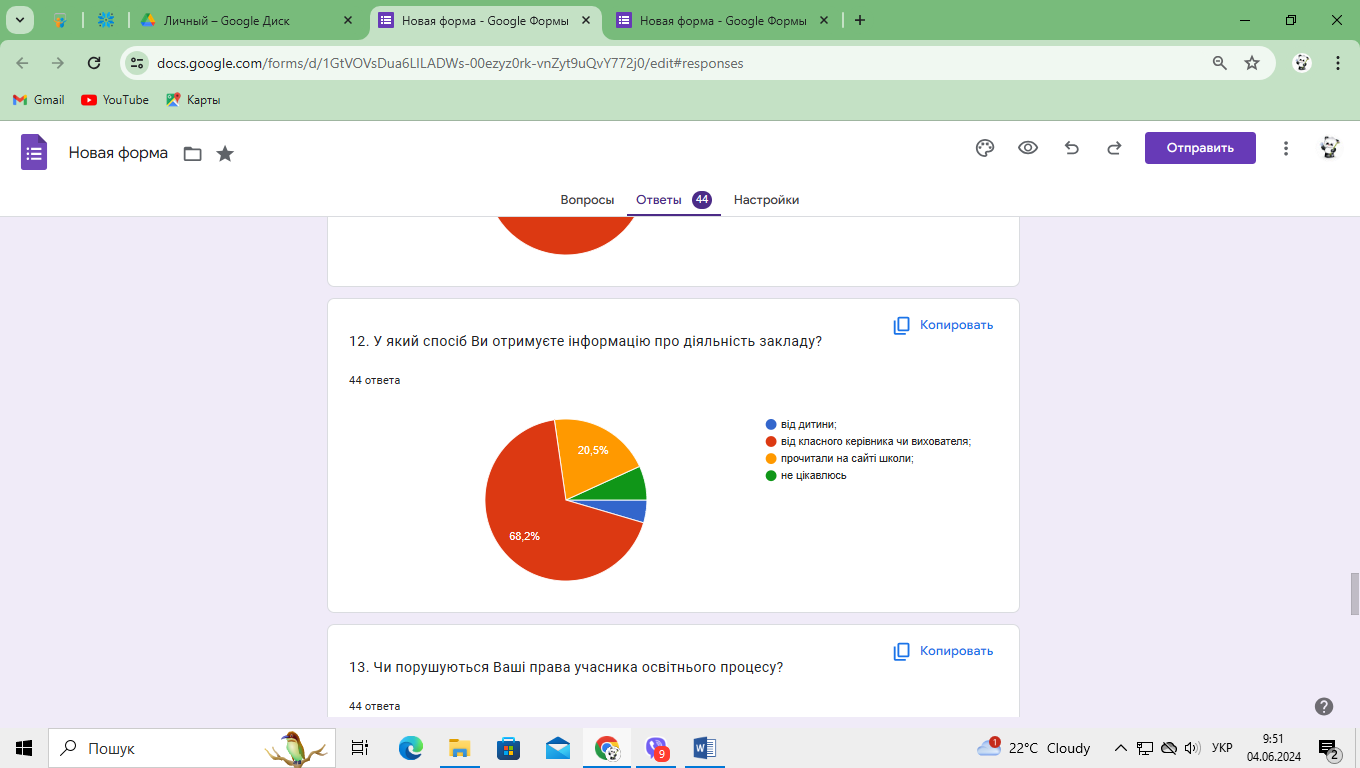 Личный – Google Диск
Новая форма - Google Формы
Новая форма - Google Формы
docs.google.com/forms/d/1GtVOVsDua6LlLADWs-00ezyz0rk-vnZyt9uQvY772j0/edit#responses
Gmail
YouTube
Карты
Новая форма
Отправить
Вопросы
Ответы 44
Настройки
Копировать
12. У який спосіб Ви отримуєте інформацію про діяльність закладу?
44 ответа
20,5%
68,2%
від дитини;
від класного керівника чи вихователя;
прочитали на сайті школи;
не цікавлюсь
Копировать
13. Чи порушуються Ваші права учасника освітнього процесу?
44 ответа
Пошук
9
1
22°C Cloudy
УКР
9:51
04.06.2024
2